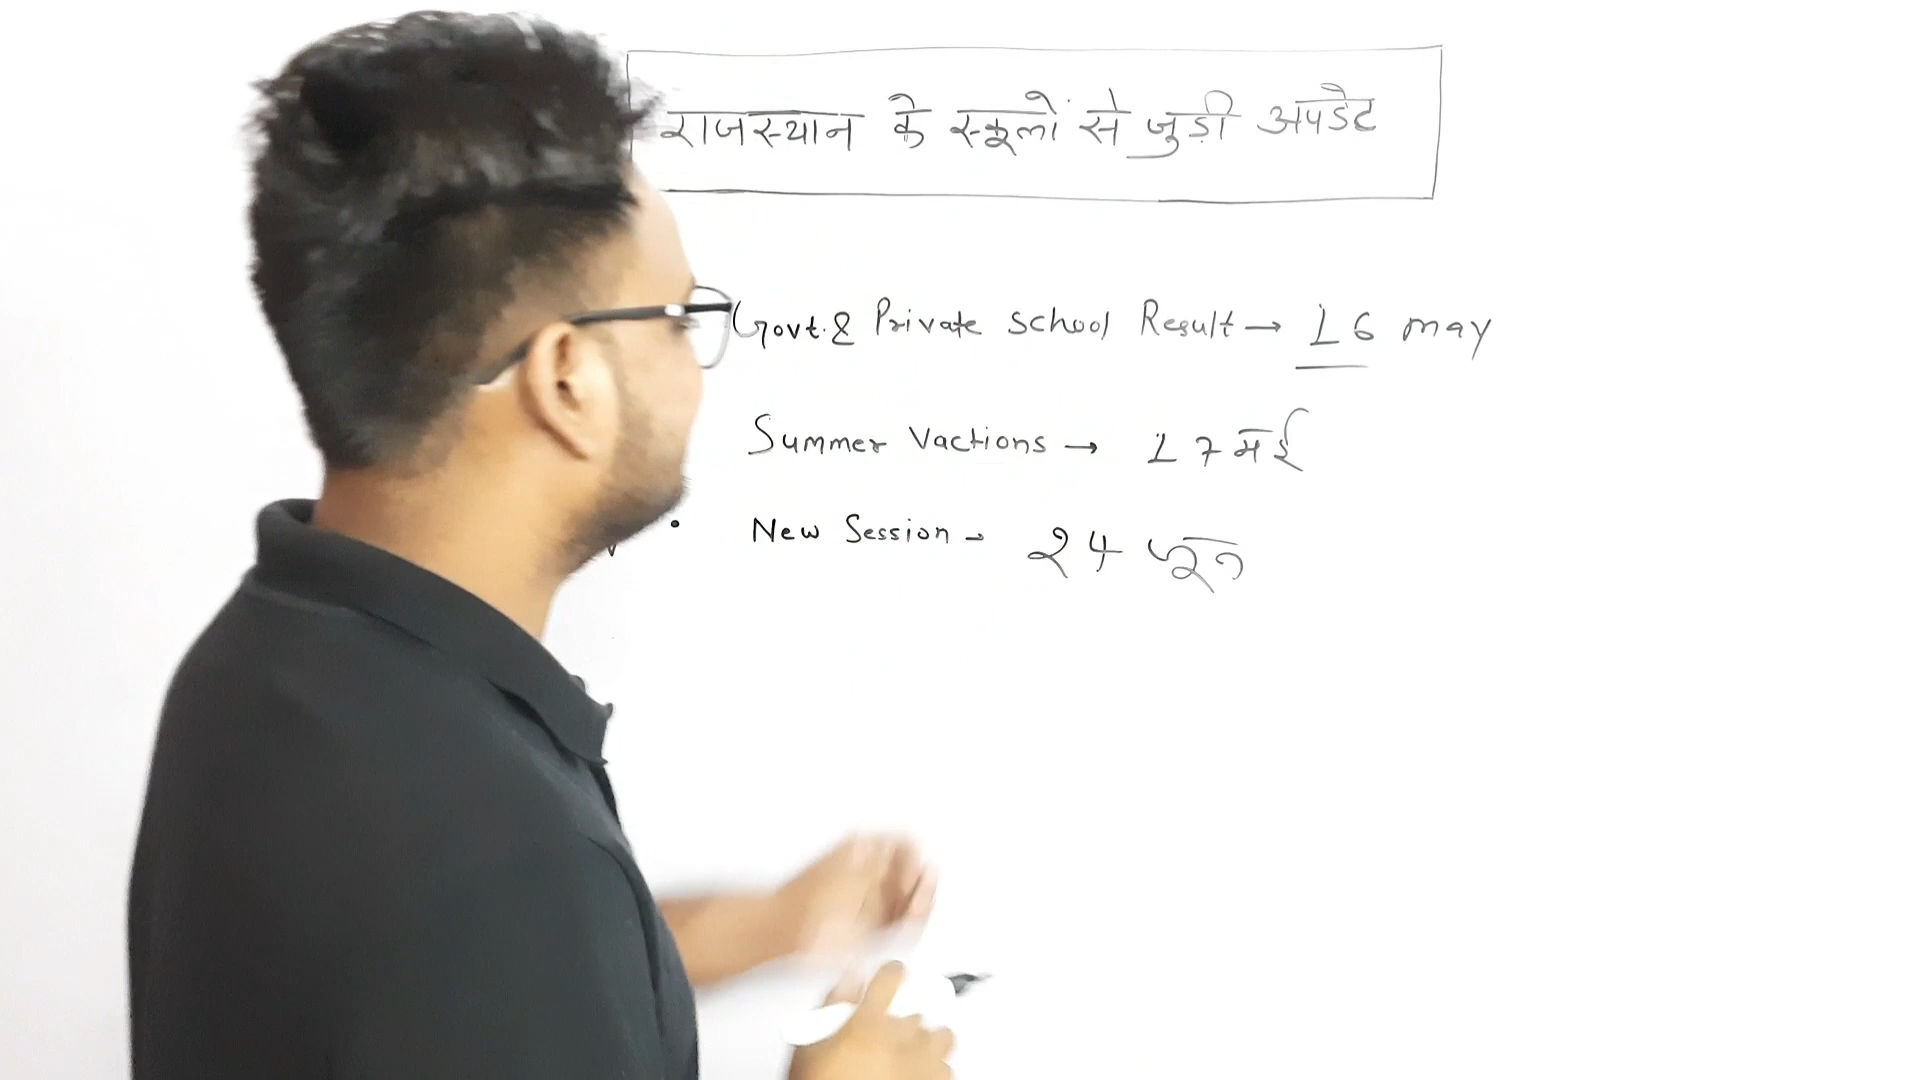 राजस्थान के स्कूलों से जुड़ी अपडेट
Govt. & Private School Result → 16 may
Summer Vactions → 17 मई
• New Session - 24 जून